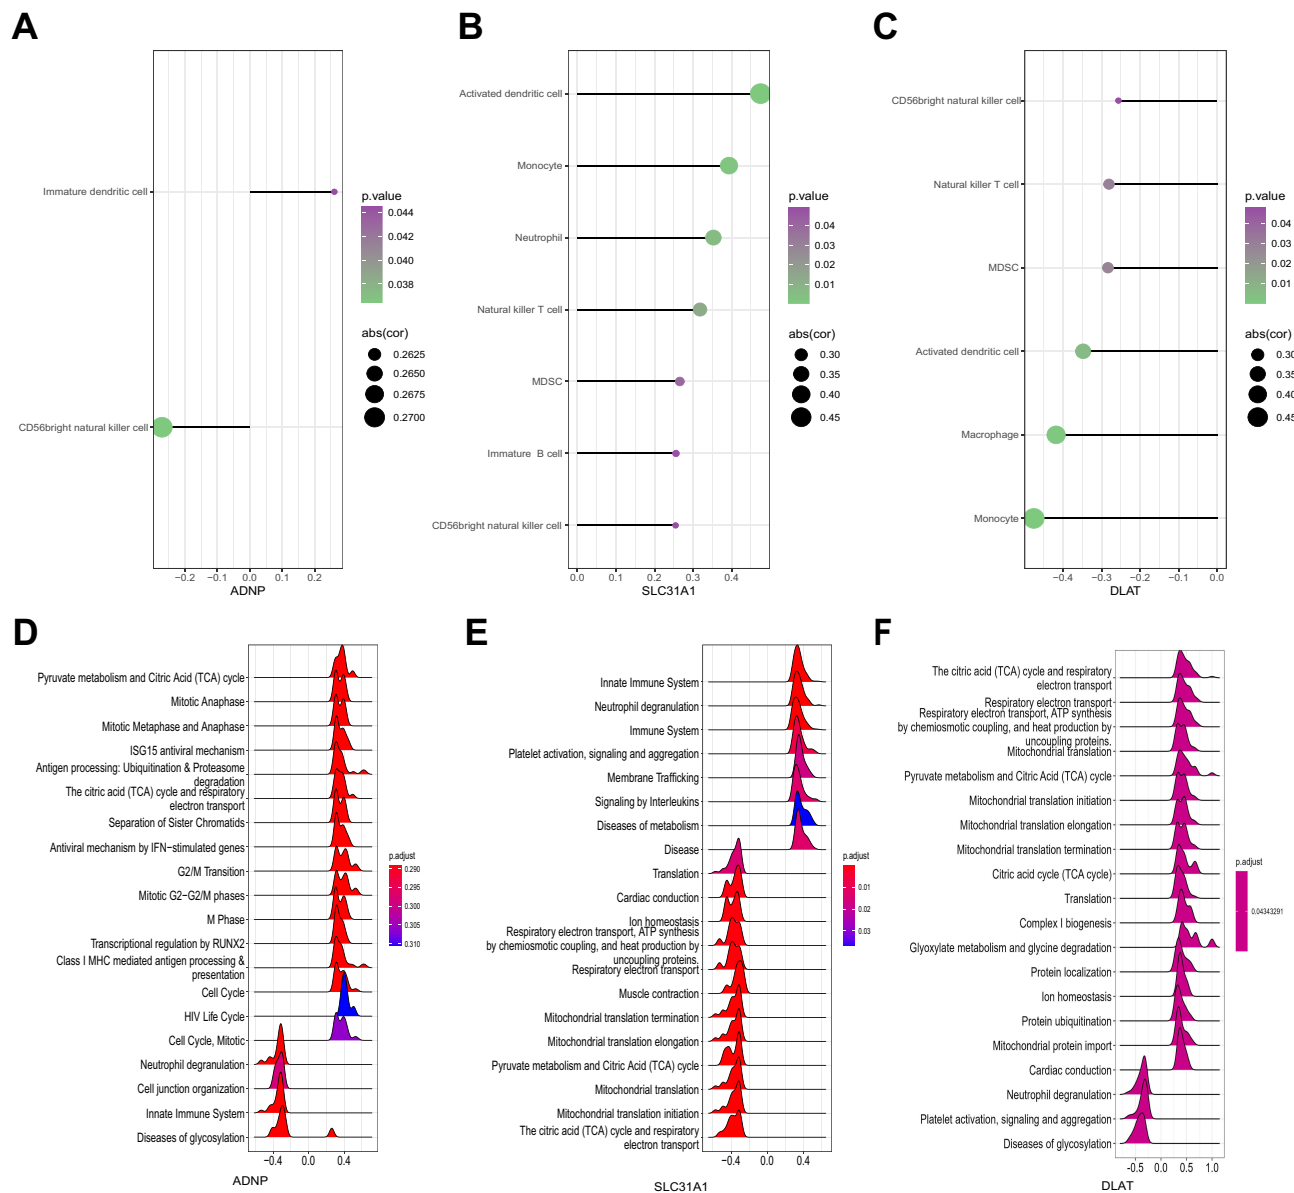 A
Immature dendritic cell
CD56bright natural killer cell
−0.2 −0.1 0.0 0.1 0.2
ADNP
p.value
0.044
0.042
0.040
0.038
abs(cor)
0.2625
0.2650
0.2675
0.2700
B
Activated dendritic cell
Monocyte
Neutrophil
Natural killer T cell
MDSC
Immature B cell
CD56bright natural killer cell
0.0 0.1 0.2 0.3 0.4
SLC31A1
p.value
0.04
0.03
0.02
0.01
abs(cor)
0.30
0.35
0.40
0.45
C
CD56bright natural killer cell
Natural killer T cell
MDSC
Activated dendritic cell
Macrophage
Monocyte
−0.4 −0.3 −0.2 −0.1 0.0
DLAT
p.value
0.04
0.03
0.02
0.01
abs(cor)
0.30
0.35
0.40
0.45
D
Pyruvate metabolism and Citric Acid (TCA) cycle
Mitotic Anaphase
Mitotic Metaphase and Anaphase
ISG15 antiviral mechanism
Antigen processing: Ubiquitination & Proteasome
degradation
The citric acid (TCA) cycle and respiratory
electron transport
Separation of Sister Chromatids
Antiviral mechanism by IFN−stimulated genes
G2/M Transition
Mitotic G2−G2/M phases
M Phase
Transcriptional regulation by RUNX2
Class I MHC mediated antigen processing &
presentation
Cell Cycle
HIV Life Cycle
Cell Cycle, Mitotic
Neutrophil degranulation
Cell junction organization
Innate Immune System
Diseases of glycosylation
−0.4 0.0 0.4
ADNP
p.adjust
0.290
0.295
0.300
0.305
0.310
E
Innate Immune System
Neutrophil degranulation
Immune System
Platelet activation, signaling and aggregation
Membrane Trafficking
Signaling by Interleukins
Diseases of metabolism
Disease
Translation
Cardiac conduction
Ion homeostasis
Respiratory electron transport, ATP synthesis
by chemiosmotic coupling, and heat production by
uncoupling proteins.
Respiratory electron transport
Muscle contraction
Mitochondrial translation termination
Mitochondrial translation elongation
Pyruvate metabolism and Citric Acid (TCA) cycle
Mitochondrial translation
Mitochondrial translation initiation
The citric acid (TCA) cycle and respiratory
electron transport
−0.4 0.0 0.4
SLC31A1
p.adjust
0.01
0.02
0.03
F
The citric acid (TCA) cycle and respiratory
electron transport
Respiratory electron transport
Respiratory electron transport, ATP synthesis
by chemiosmotic coupling, and heat production by
uncoupling proteins.
Mitochondrial translation
Pyruvate metabolism and Citric Acid (TCA) cycle
Mitochondrial translation initiation
Mitochondrial translation elongation
Mitochondrial translation termination
Citric acid cycle (TCA cycle)
Translation
Complex I biogenesis
Glyoxylate metabolism and glycine degradation
Protein localization
Ion homeostasis
Protein ubiquitination
Mitochondrial protein import
Cardiac conduction
Neutrophil degranulation
Platelet activation, signaling and aggregation
Diseases of glycosylation
−0.5 0.0 0.5 1.0
DLAT
p.adjust
0.04343291